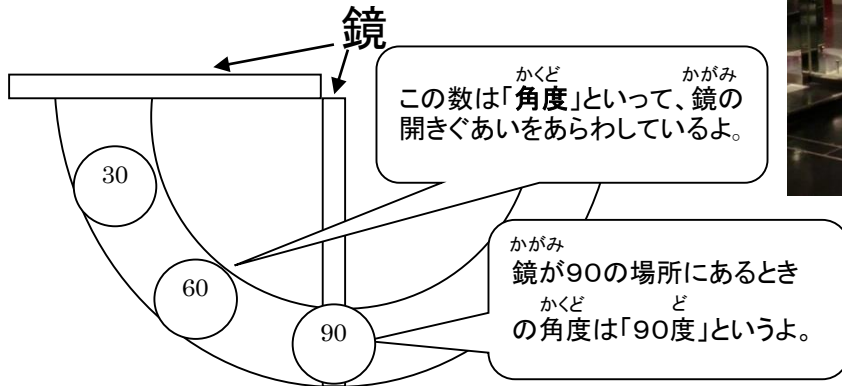 鏡
かくど かがみ
この数は「角度」といって、鏡の
開きぐあいをあらわしているよ。
30
60
90
かがみ
鏡が90の場所にあるとき
かくど ど
の角度は「90度」というよ。